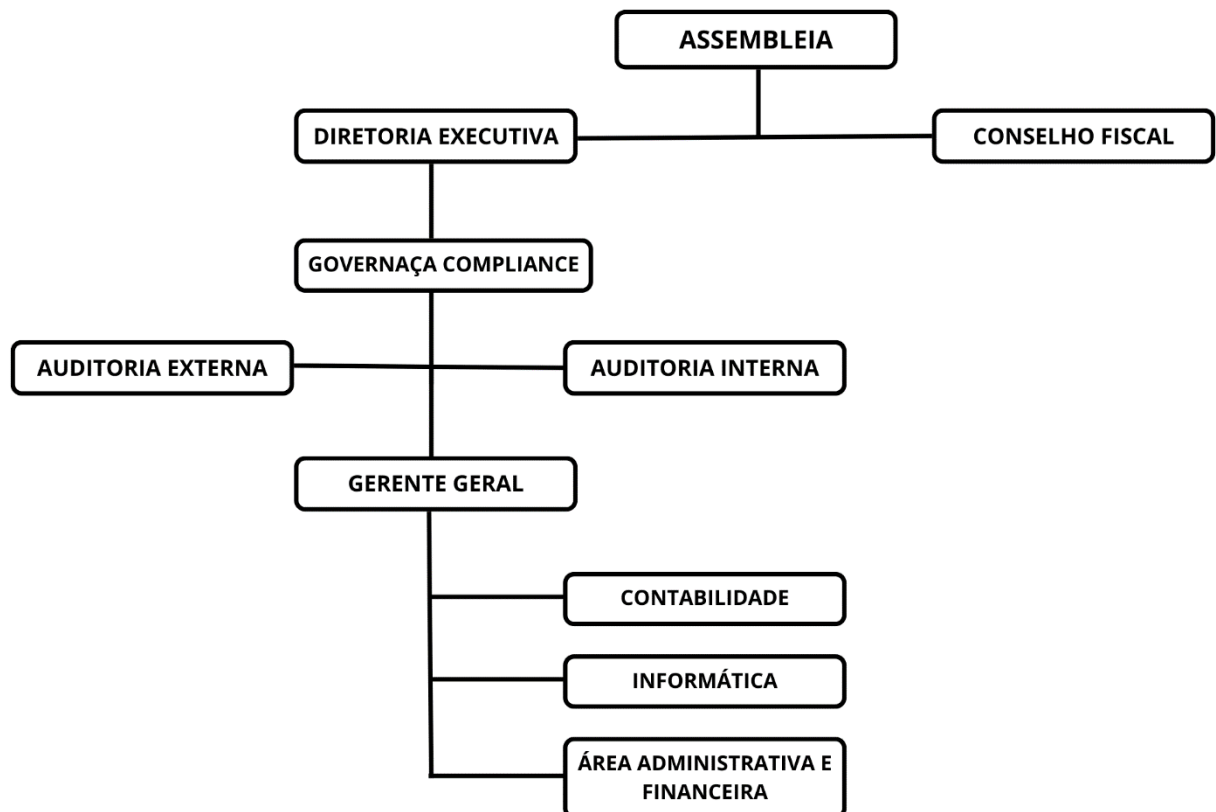 ASSEMBLEIA
DIRETORIA EXECUTIVA
CONSELHO FISCAL
GOVERNAÇA COMPLIANCE
AUDITORIA EXTERNA
AUDITORIA INTERNA
GERENTE GERAL
CONTABILIDADE
INFORMÁTICA
ÁREA ADMINISTRATIVA E
FINANCEIRA